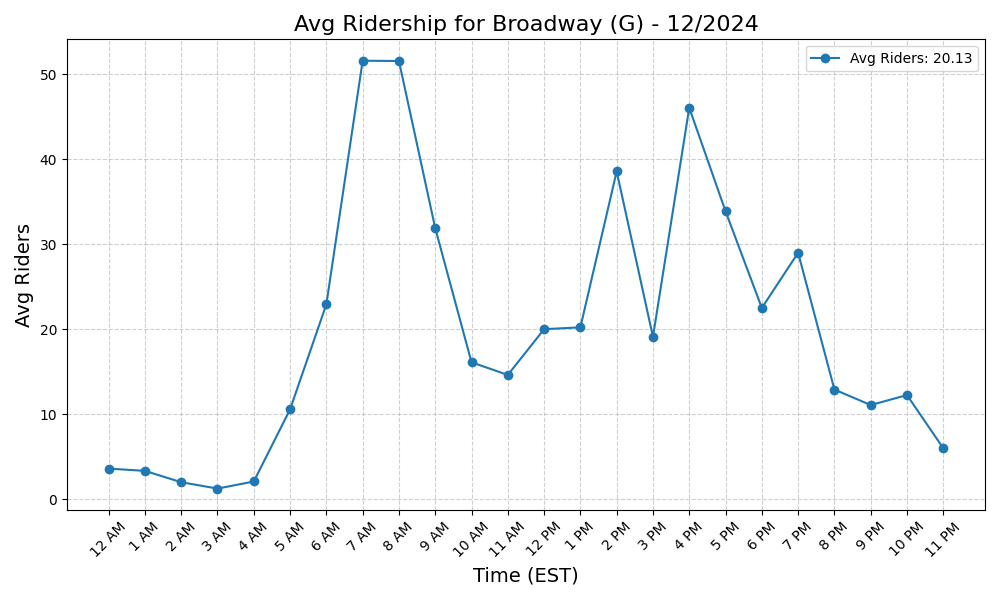 Avg Ridership for Broadway (G) - 12/2024
Avg Riders: 20.13
Avg Riders
50
40
30
20
10
0
12 AM
1 AM
2 AM
3 AM
4 AM
5 AM
6 AM
7 AM
8 AM
9 AM
10 AM
11 AM
12 PM
1 PM
2 PM
3 PM
4 PM
5 PM
6 PM
7 PM
8 PM
9 PM
10 PM
11 PM
Time (EST)